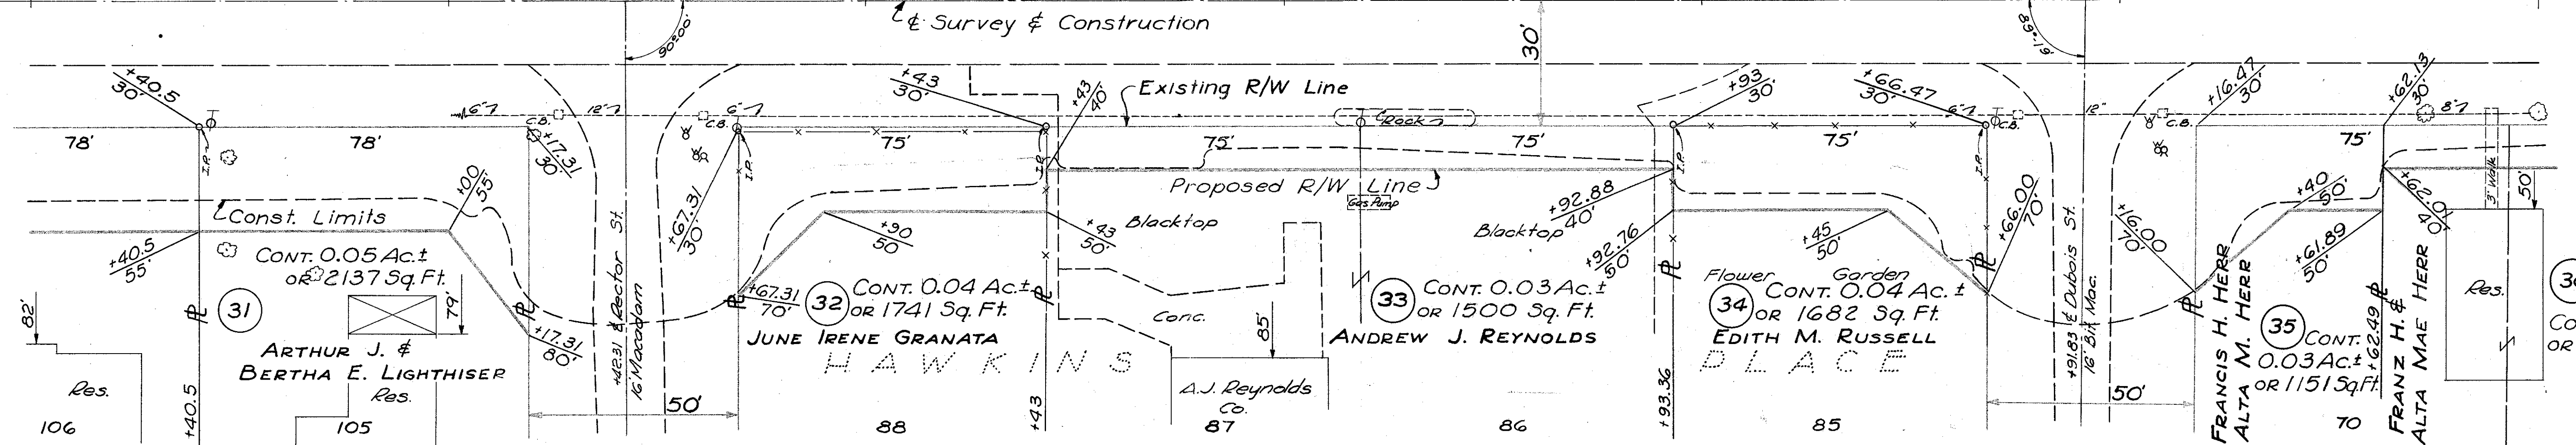 ℄ Survey & Construction
90°00'
89°-19'
30'
Existing R/W Line
+40.5
30'
78'
78'
I.P.
6"
12"
6"
C.B.
C.B.
+17.31
30'
+43
30'
+43
40'
75'
75'
75'
75'
75'
Rack
+93
30'
+66.47
30'
6"
12"
C.B.
C.B.
+16.47
30'
+62.13
30'
8"
I.P.
I.P.
I.P.
I.P.
+00
55'
Const. Limits
+40.5
55'
+67.31
30'
+90
50
Blacktop
+43
50'
Proposed R/W Line
Gas Pump
+92.88
40'
Blacktop
+92.76
50'
+45
50'
+66.00
70'
+16.00
70'
+40
50'
+61.89
50'
+62.0
40'
3' Walk
50'
℄ Rector St.
+42.31
16' Macadam
+91.83 ℄ Dubois St.
16' Bit. Mac.
31
CONT. 0.05 Ac.±
OR 2137 Sq. Ft.
ARTHUR J. &
BERTHA E. LIGHTHISER
82'
79'
Res.
Res.
+17.31
80'
+67.31
70'
32
CONT. 0.04 Ac.±
OR 1741 Sq. Ft.
JUNE IRENE GRANATA
Conc.
85'
33
CONT. 0.03 Ac.±
OR 1500 Sq. Ft.
ANDREW J. REYNOLDS
Flower Garden
34
CONT. 0.04 Ac.±
OR 1682 Sq. Ft.
EDITH M. RUSSELL
HAWKINS PLACE
A.J. Reynolds
Co.
FRANCIS H. HERR
ALTA M. HERR
35
CONT.
0.03 Ac.±
OR 1151 Sq. Ft.
+62.49
FRANZ H. &
ALTA MAE HERR
Res.
CO
OR
+40.5
50'
+43
+93.36
50'
106
105
88
87
86
85
70